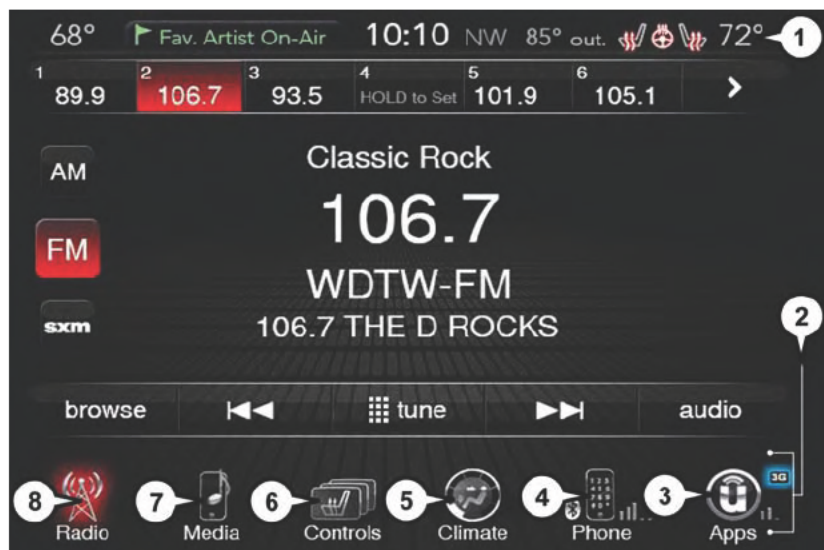 68° Fav. Artist On-Air 10:10 NW 85° out. 72° 1
1 2 3 4 5 6
89.9 106.7 93.5 HOLD to Set 101.9 105.1
Classic Rock
AM
106.7
FM
WDTW-FM
2
sxm
106.7 THE D ROCKS
browse tune audio
3G
8 7 6 5 4 3
Radio Media Controls Climate Phone Apps